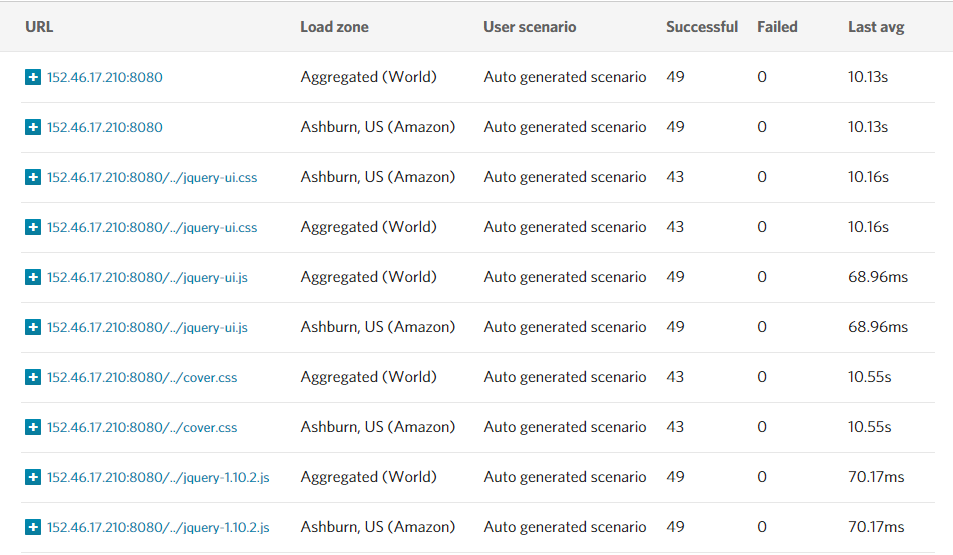 URL Load zone User scenario Successful Failed Last avg
152.46.17.210:8080 Aggregated (World) Auto generated scenario 49 0 10.13s
152.46.17.210:8080 Ashburn, US (Amazon) Auto generated scenario 49 0 10.13s
152.46.17.210:8080/../jquery-ui.css Ashburn, US (Amazon) Auto generated scenario 43 0 10.16s
152.46.17.210:8080/../jquery-ui.css Aggregated (World) Auto generated scenario 43 0 10.16s
152.46.17.210:8080/../jquery-ui.js Aggregated (World) Auto generated scenario 49 0 68.96ms
152.46.17.210:8080/../jquery-ui.js Ashburn, US (Amazon) Auto generated scenario 49 0 68.96ms
152.46.17.210:8080/../cover.css Aggregated (World) Auto generated scenario 43 0 10.55s
152.46.17.210:8080/../cover.css Ashburn, US (Amazon) Auto generated scenario 43 0 10.55s
152.46.17.210:8080/../jquery-1.10.2.js Aggregated (World) Auto generated scenario 49 0 70.17ms
152.46.17.210:8080/../jquery-1.10.2.js Ashburn, US (Amazon) Auto generated scenario 49 0 70.17ms